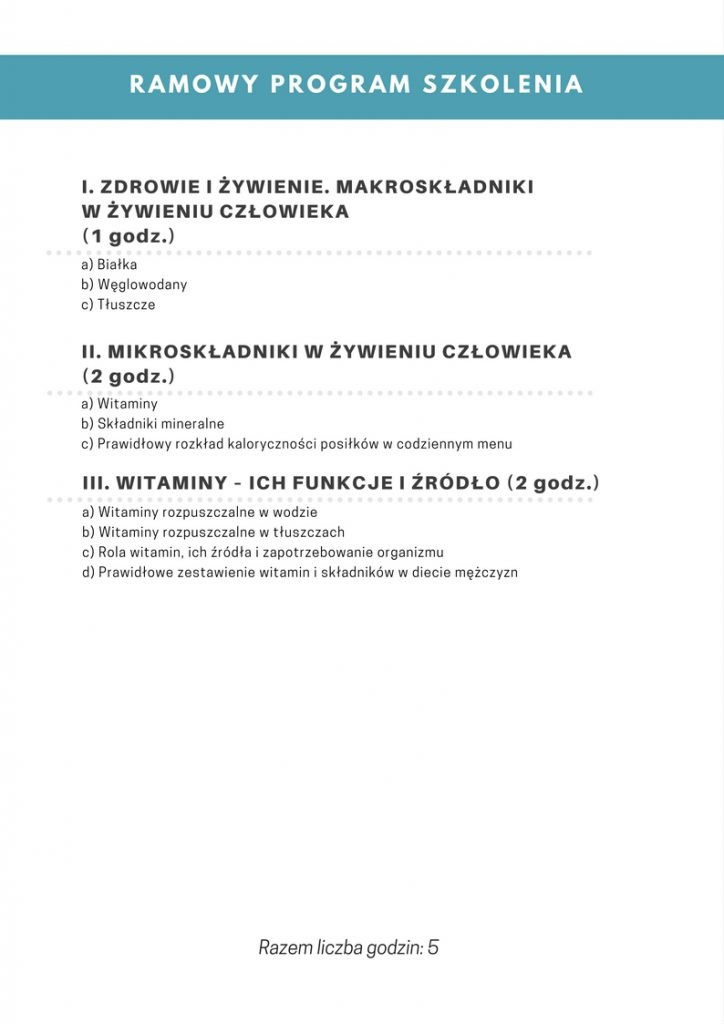 RAMOWY PROGRAM SZKOLENIA
I. ZDROWIE I ŻYWIENIE. MAKROSKŁADNIKI
W ŻYWIENIU CZŁOWIEKA
(1 godz.)
a) Białka
b) Węglowodany
c) Tłuszcze
II. MIKROSKŁADNIKI W ŻYWIENIU CZŁOWIEKA
(2 godz.)
a) Witaminy
b) Składniki mineralne
c) Prawidłowy rozkład kaloryczności posiłków w codziennym menu
III. WITAMINY - ICH FUNKCJE I ŹRÓDŁO (2 godz.)
a) Witaminy rozpuszczalne w wodzie
b) Witaminy rozpuszczalne w tłuszczach
c) Rola witamin, ich źródła i zapotrzebowanie organizmu
d) Prawidłowe zestawienie witamin i składników w diecie mężczyzn
Razem liczba godzin: 5